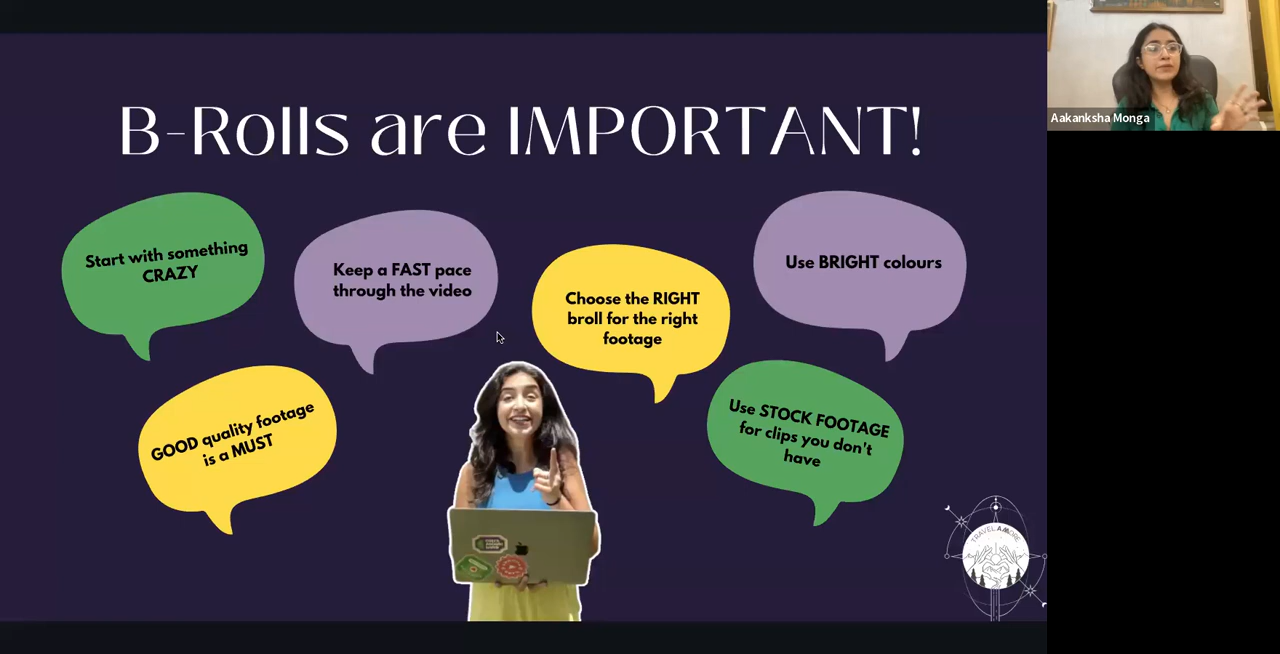 B-Rolls are IMPORTANT!
Start with something
CRAZY
Keep a FAST pace
through the video
Choose the RIGHT
broll for the right
footage
Use BRIGHT colours
GOOD quality footage
is a MUST
Use STOCK FOOTAGE
for clips you don't
have
TRAVEL.A.MORE
Aakanksha Monga